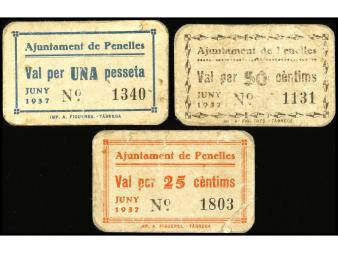 Ajuntament de Penelles
Val per UNA pesseta
JUNY
1937 Nº 1340
IMP. A. FIGUERES. - TÀRREGA
Ajuntament de Penelles
Val per 50 cèntims
JUNY
1937 Nº 1131
Ajuntament de Penelles
Val per 25 cèntims
JUNY
1937 Nº 1803
IMP. A. FIGUERES. - TÀRREGA